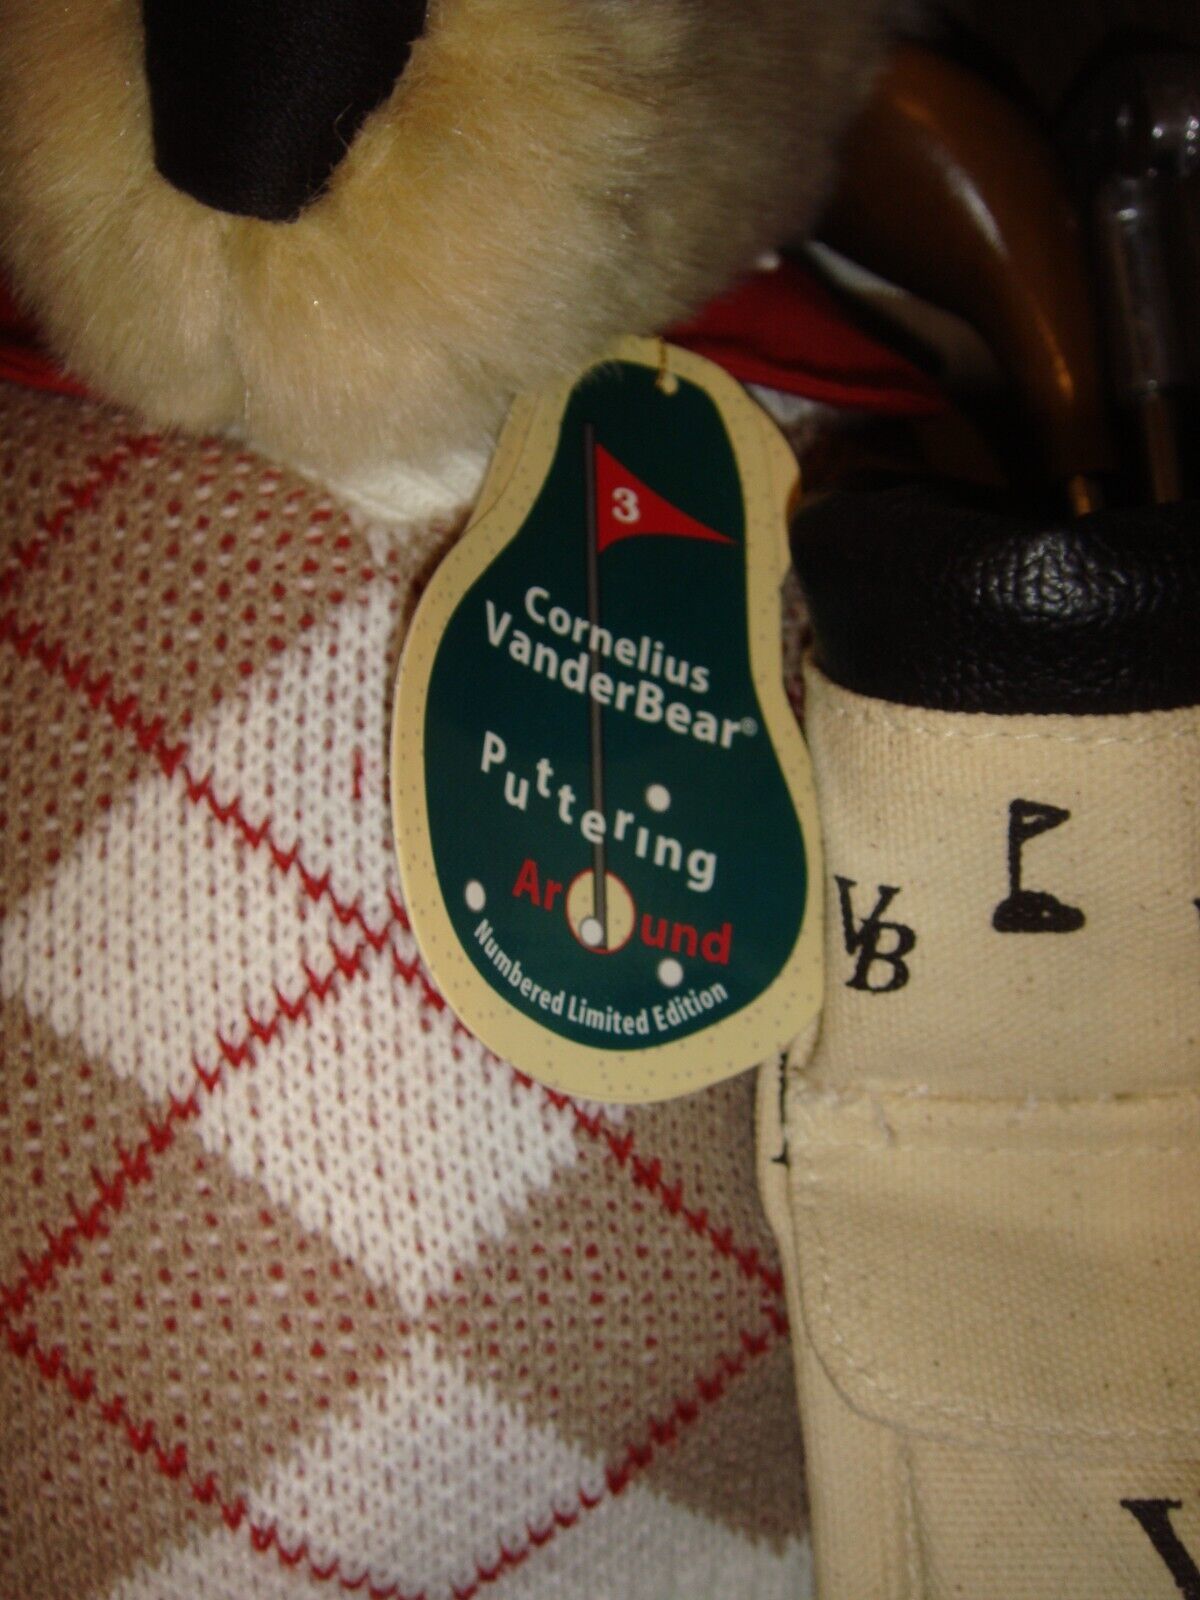 3
Cornelius
VanderBear®
Puttering
Around
Numbered Limited Edition
VB
V